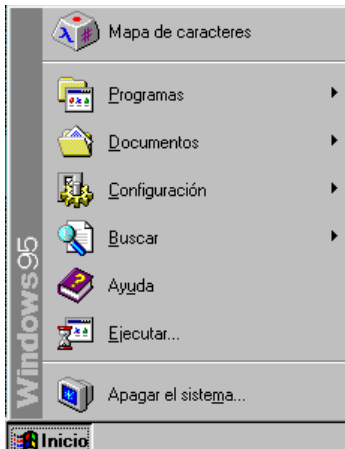 Mapa de caracteres
Programas
Documentos
Configuración
Buscar
Ayuda
Ejecutar...
Apagar el sistema...
Windows95
Inicio